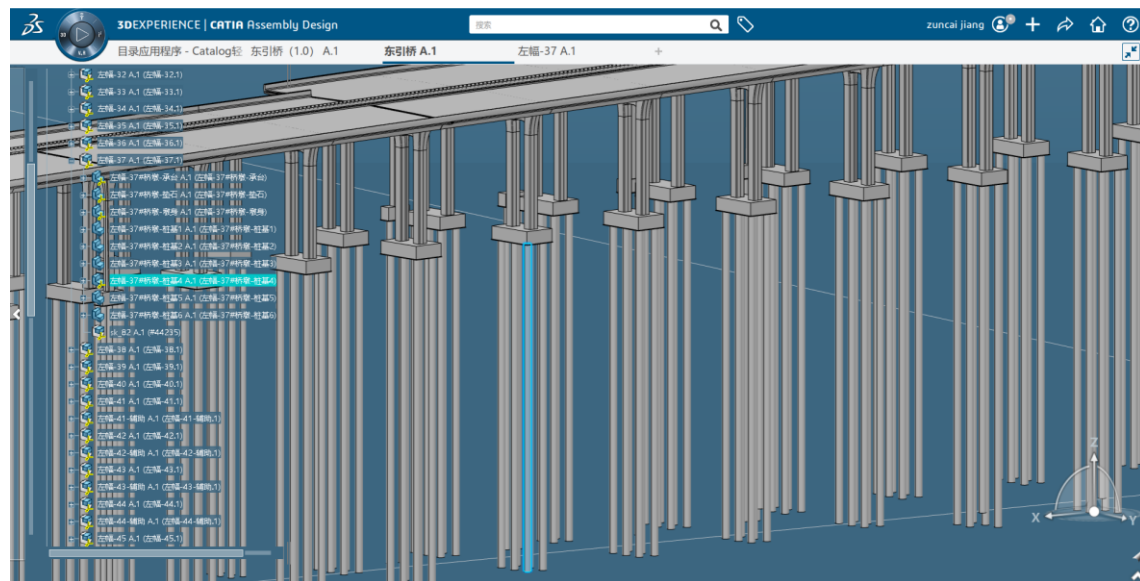 3DEXPERIENCE | CATIA Assembly Design
搜索
zuncai jiang
目录应用程序 - Catalog轻 东引桥 (1.0) A.1
东引桥 A.1
左幅-37 A.1
左幅-32 A.1 (左幅-32.1)
左幅-33 A.1 (左幅-33.1)
左幅-34 A.1 (左幅-34.1)
左幅-35 A.1 (左幅-35.1)
左幅-36 A.1 (左幅-36.1)
左幅-37 A.1 (左幅-37.1)
左幅-37#桥墩-承台 A.1 (左幅-37#桥墩-承台)
左幅-37#桥墩-垫石 A.1 (左幅-37#桥墩-垫石)
左幅-37#桥墩-墩身 A.1 (左幅-37#桥墩-墩身)
左幅-37#桥墩-桩基1 A.1 (左幅-37#桥墩-桩基1)
左幅-37#桥墩-桩基2 A.1 (左幅-37#桥墩-桩基2)
左幅-37#桥墩-桩基3 A.1 (左幅-37#桥墩-桩基3)
左幅-37#桥墩-桩基4 A.1 (左幅-37#桥墩-桩基4)
左幅-37#桥墩-桩基5 A.1 (左幅-37#桥墩-桩基5)
左幅-37#桥墩-桩基6 A.1 (左幅-37#桥墩-桩基6)
sk_82 A.1 (#44235)
左幅-38 A.1 (左幅-38.1)
左幅-39 A.1 (左幅-39.1)
左幅-40 A.1 (左幅-40.1)
左幅-41 A.1 (左幅-41.1)
左幅-41-辅助 A.1 (左幅-41-辅助.1)
左幅-42 A.1 (左幅-42.1)
左幅-42-辅助 A.1 (左幅-42-辅助.1)
左幅-43 A.1 (左幅-43.1)
左幅-43-辅助 A.1 (左幅-43-辅助.1)
左幅-44 A.1 (左幅-44.1)
左幅-44-辅助 A.1 (左幅-44-辅助.1)
左幅-45 A.1 (左幅-45.1)
Z
X
Y